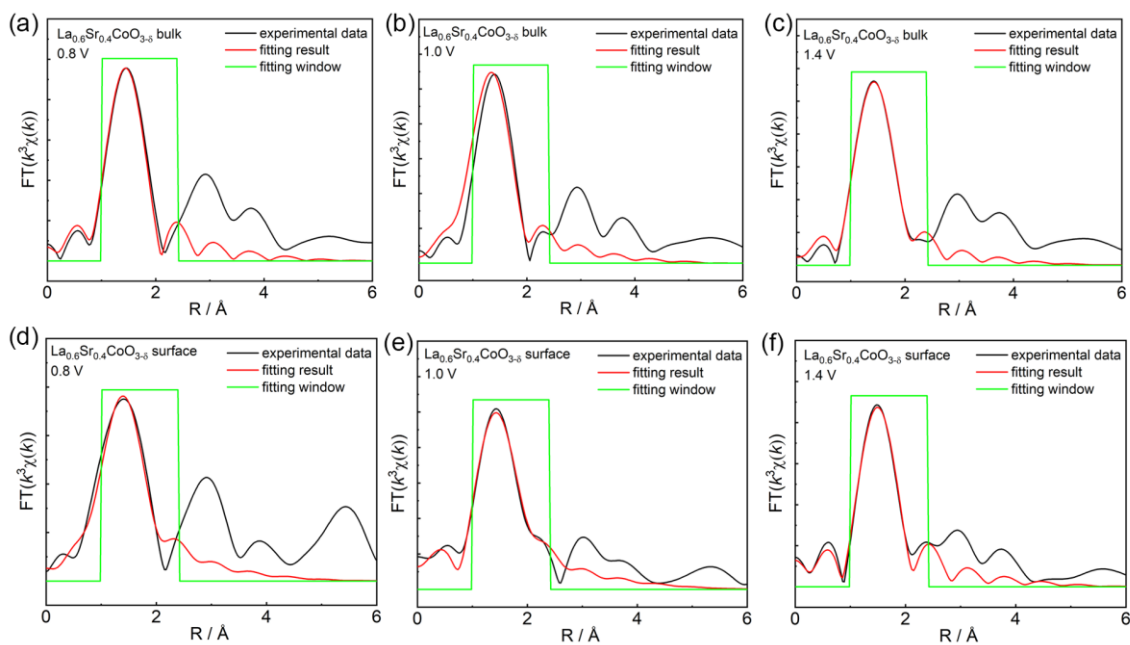 (a)
La0.6Sr0.4CoO3-δ bulk
0.8 V
experimental data
fitting result
fitting window
FT(k3χ(k))
0 2 4 6
R / Å
(b)
La0.6Sr0.4CoO3-δ bulk
1.0 V
experimental data
fitting result
fitting window
FT(k3χ(k))
0 2 4 6
R / Å
(c)
La0.6Sr0.4CoO3-δ bulk
1.4 V
experimental data
fitting result
fitting window
FT(k3χ(k))
0 2 4 6
R / Å
(d)
La0.6Sr0.4CoO3-δ surface
0.8 V
experimental data
fitting result
fitting window
FT(k3χ(k))
0 2 4 6
R / Å
(e)
La0.6Sr0.4CoO3-δ surface
1.0 V
experimental data
fitting result
fitting window
FT(k3χ(k))
0 2 4 6
R / Å
(f)
La0.6Sr0.4CoO3-δ surface
1.4 V
experimental data
fitting result
fitting window
FT(k3χ(k))
0 2 4 6
R / Å